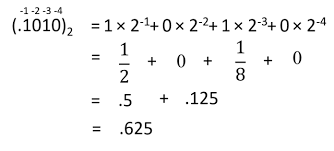 -1 -2 -3 -4
(.1010)₂ = 1 × 2⁻¹+ 0 × 2⁻²+ 1 × 2⁻³+ 0 × 2⁻⁴
= 1/2 + 0 + 1/8 + 0
= .5 + .125
= .625